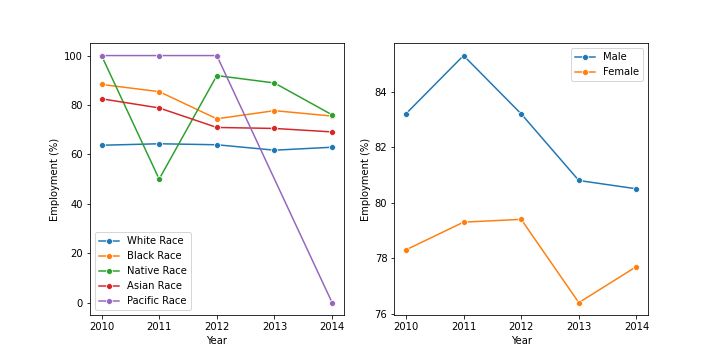 100
80
60
40
20
0
Employment (%)
White Race
Black Race
Native Race
Asian Race
Pacific Race
2010 2011 2012 2013 2014
Year
84
82
80
78
76
Employment (%)
Male
Female
2010 2011 2012 2013 2014
Year